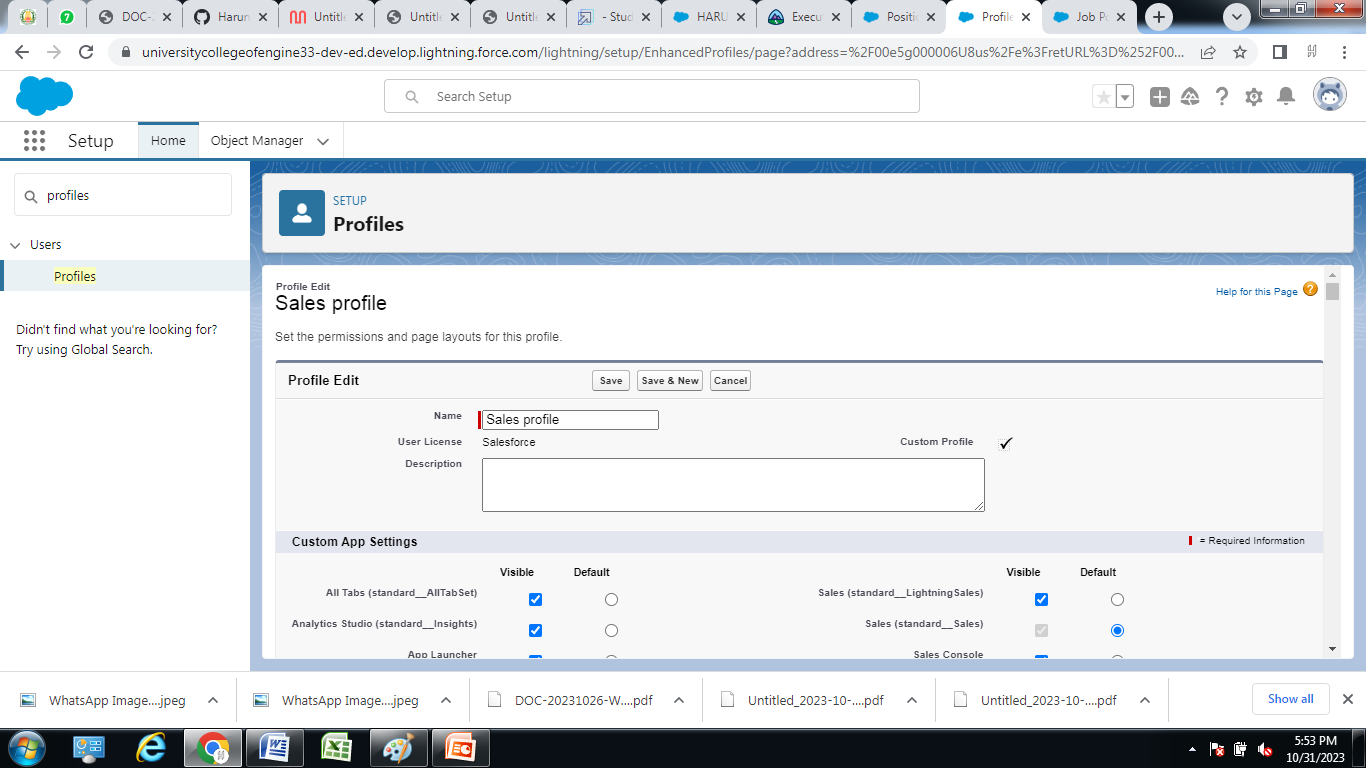 DOC-2
Harun
Untitle
Untitle
Untitle
- Stud
HARU
Execu
Positio
Profile
Job Po
universitycollegeofengine33-dev-ed.develop.lightning.force.com/lightning/setup/EnhancedProfiles/page?address=%2F00e5g000006U8us%2Fe%3FretURL%3D%252F00...
Search Setup
Setup
Home
Object Manager
profiles
Users
Profiles
Didn't find what you're looking for?
Try using Global Search.
SETUP
Profiles
Profile Edit
Sales profile
Help for this Page
Set the permissions and page layouts for this profile.
Profile Edit
Save
Save & New
Cancel
Name
Sales profile
User License
Salesforce
Custom Profile
Description
Custom App Settings
= Required Information
Visible Default Visible Default
All Tabs (standard__AllTabSet)
Sales (standard__LightningSales)
Analytics Studio (standard__Insights)
Sales (standard__Sales)
App Launcher
Sales Console
WhatsApp Image....jpeg
WhatsApp Image....jpeg
DOC-20231026-W....pdf
Untitled_2023-10-....pdf
Untitled_2023-10-....pdf
Show all
5:53 PM
10/31/2023